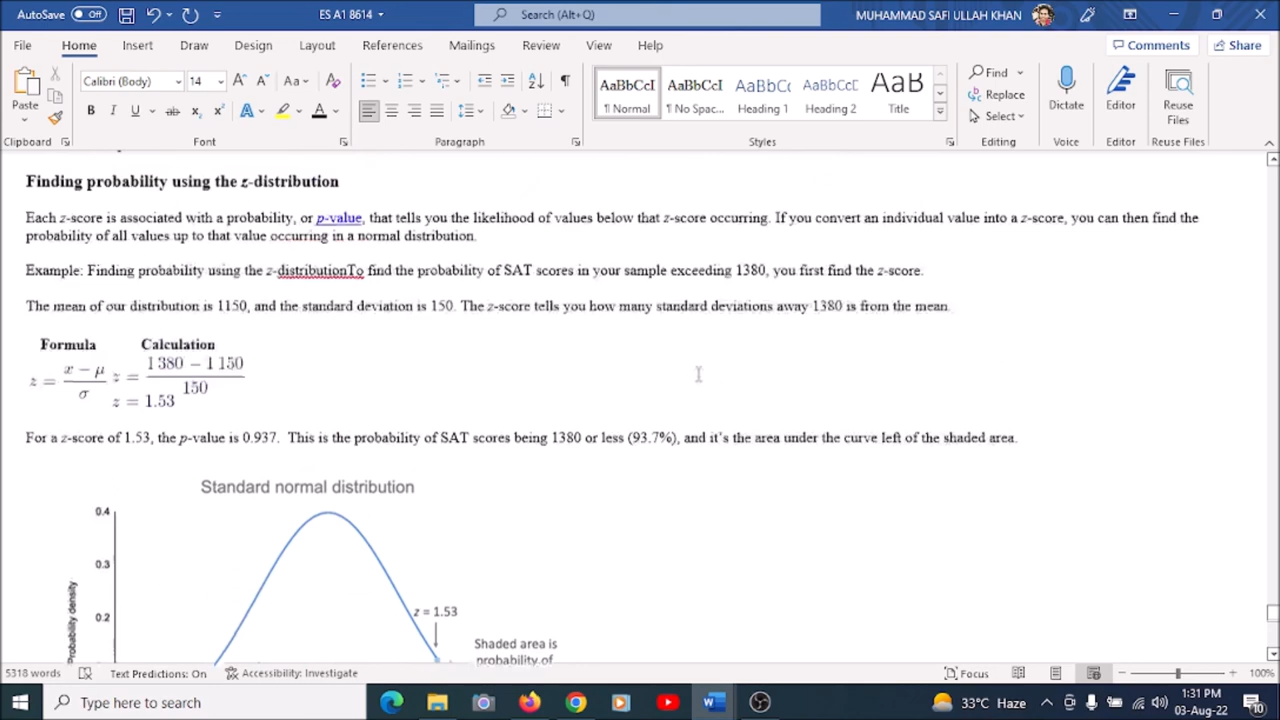 AutoSave Off ES A1 8614 Search (Alt+Q) MUHAMMAD SAFI ULLAH KHAN
File Home Insert Draw Design Layout References Mailings Review View Help Comments Share
Paste Calibri (Body) 14 Aa AaBbCcI AaBbCcI AaBbCc AaBbCcD AaBbC Find Replace Select Dictate Editor Reuse Files
B I U ab x₂ x² A A ¶ Normal ¶ No Spac... Heading 1 Heading 2 Title
Clipboard Font Paragraph Styles Editing Voice Editor Reuse Files
Finding probability using the z-distribution
Each z-score is associated with a probability, or p-value, that tells you the likelihood of values below that z-score occurring. If you convert an individual value into a z-score, you can then find the
probability of all values up to that value occurring in a normal distribution.
Example: Finding probability using the z-distributionTo find the probability of SAT scores in your sample exceeding 1380, you first find the z-score.
The mean of our distribution is 1150, and the standard deviation is 150. The z-score tells you how many standard deviations away 1380 is from the mean.
Formula Calculation
z = (x − μ)/σ z = (1 380 − 1 150)/150
z = 1.53
For a z-score of 1.53, the p-value is 0.937. This is the probability of SAT scores being 1380 or less (93.7%), and it's the area under the curve left of the shaded area.
Standard normal distribution
0.4
0.3
0.2
Probability density
z = 1.53
Shaded area is
probability of
5318 words Text Predictions: On Accessibility: Investigate Focus 100%
Type here to search 33°C Haze 1:31 PM
03-Aug-22 10